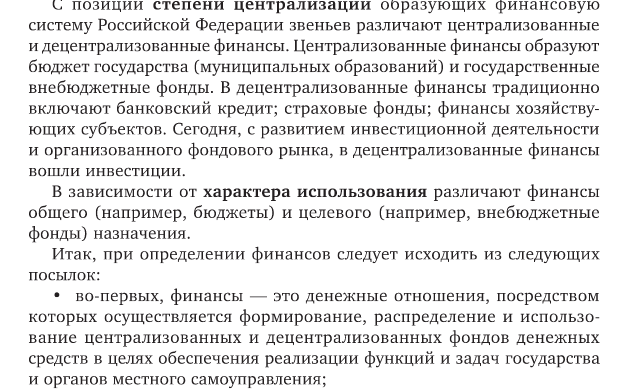 С позиции степени централизации образующих финансовую
систему Российской Федерации звеньев различают централизованные
и децентрализованные финансы. Централизованные финансы образуют
бюджет государства (муниципальных образований) и государственные
внебюджетные фонды. В децентрализованные финансы традиционно
включают банковский кредит; страховые фонды; финансы хозяйству-
ющих субъектов. Сегодня, с развитием инвестиционной деятельности
и организованного фондового рынка, в децентрализованные финансы
вошли инвестиции.
В зависимости от характера использования различают финансы
общего (например, бюджеты) и целевого (например, внебюджетные
фонды) назначения.
Итак, при определении финансов следует исходить из следующих
посылок:
• во-первых, финансы — это денежные отношения, посредством
которых осуществляется формирование, распределение и использо-
вание централизованных и децентрализованных фондов денежных
средств в целях обеспечения реализации функций и задач государства
и органов местного самоуправления;